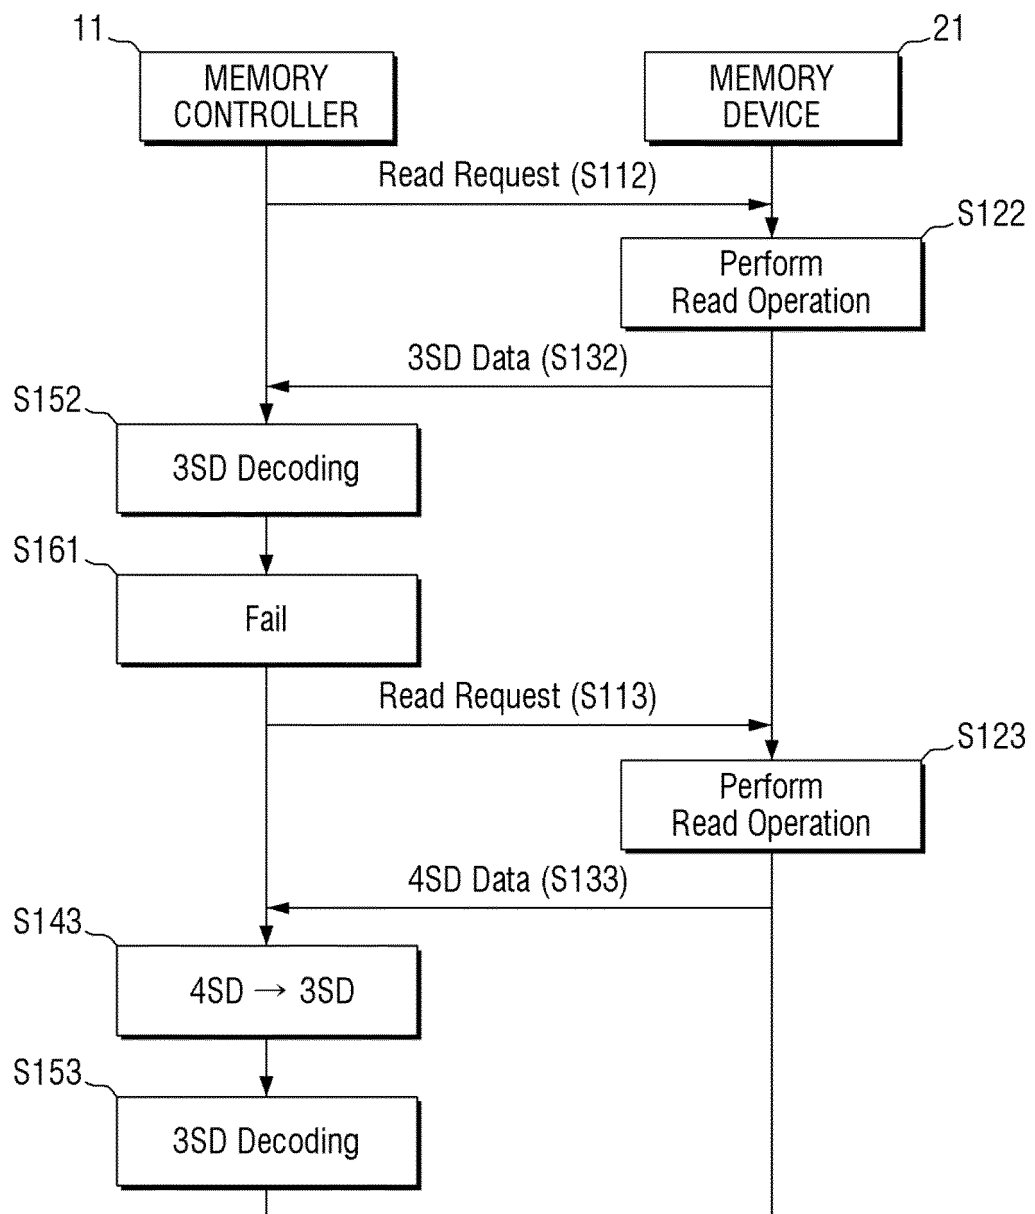 11
21
MEMORY
CONTROLLER
MEMORY
DEVICE
Read Request (S112)
S122
Perform
Read Operation
3SD Data (S132)
S152
3SD Decoding
S161
Fail
Read Request (S113)
S123
Perform
Read Operation
4SD Data (S133)
S143
4SD → 3SD
S153
3SD Decoding